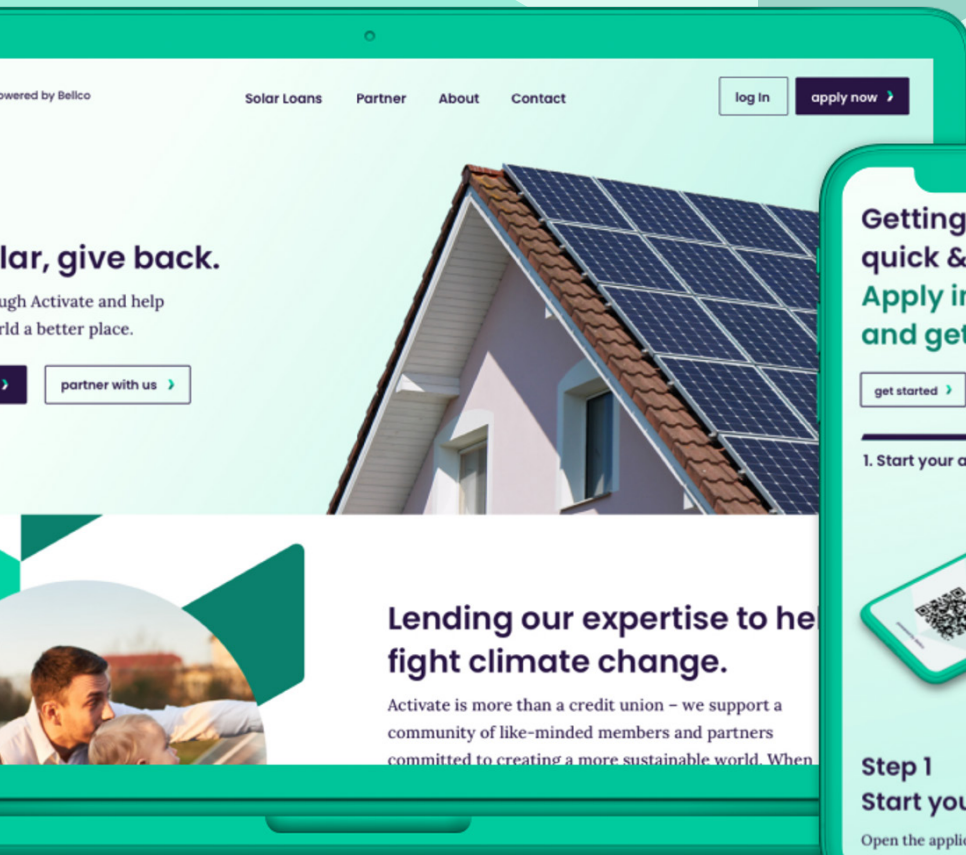 owered by Bellco
Solar Loans Partner About Contact
log In apply now
lar, give back.
ugh Activate and help
rld a better place.
partner with us
Lending our expertise to hel
fight climate change.
Activate is more than a credit union – we support a
community of like-minded members and partners
committed to creating a more sustainable world. When
Getting
quick &
Apply in
and get
get started
1. Start your a
Step 1
Start you
Open the applic